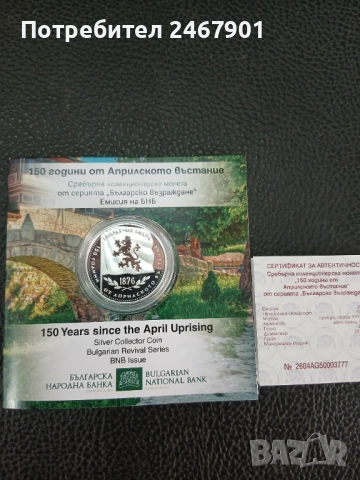 Потребител 2467901
150 години от Априлското въстание
Сребърна колекционерска монета
от серията „Българско Възраждане“
Емисия на БНБ
1876
150 Years since the April Uprising
Silver Collector Coin
Bulgarian Revival Series
BNB Issue
БЪЛГАРСКА
НАРОДНА БАНКА
BULGARIAN
NATIONAL BANK
СЕРТИФИКАТ ЗА АВТЕНТИЧНОС
Сребърна колекционерска монета
"150 години от
Априлското въстание"
от серията „Българско Възраждане"
№ 2604AG50003777
bazar